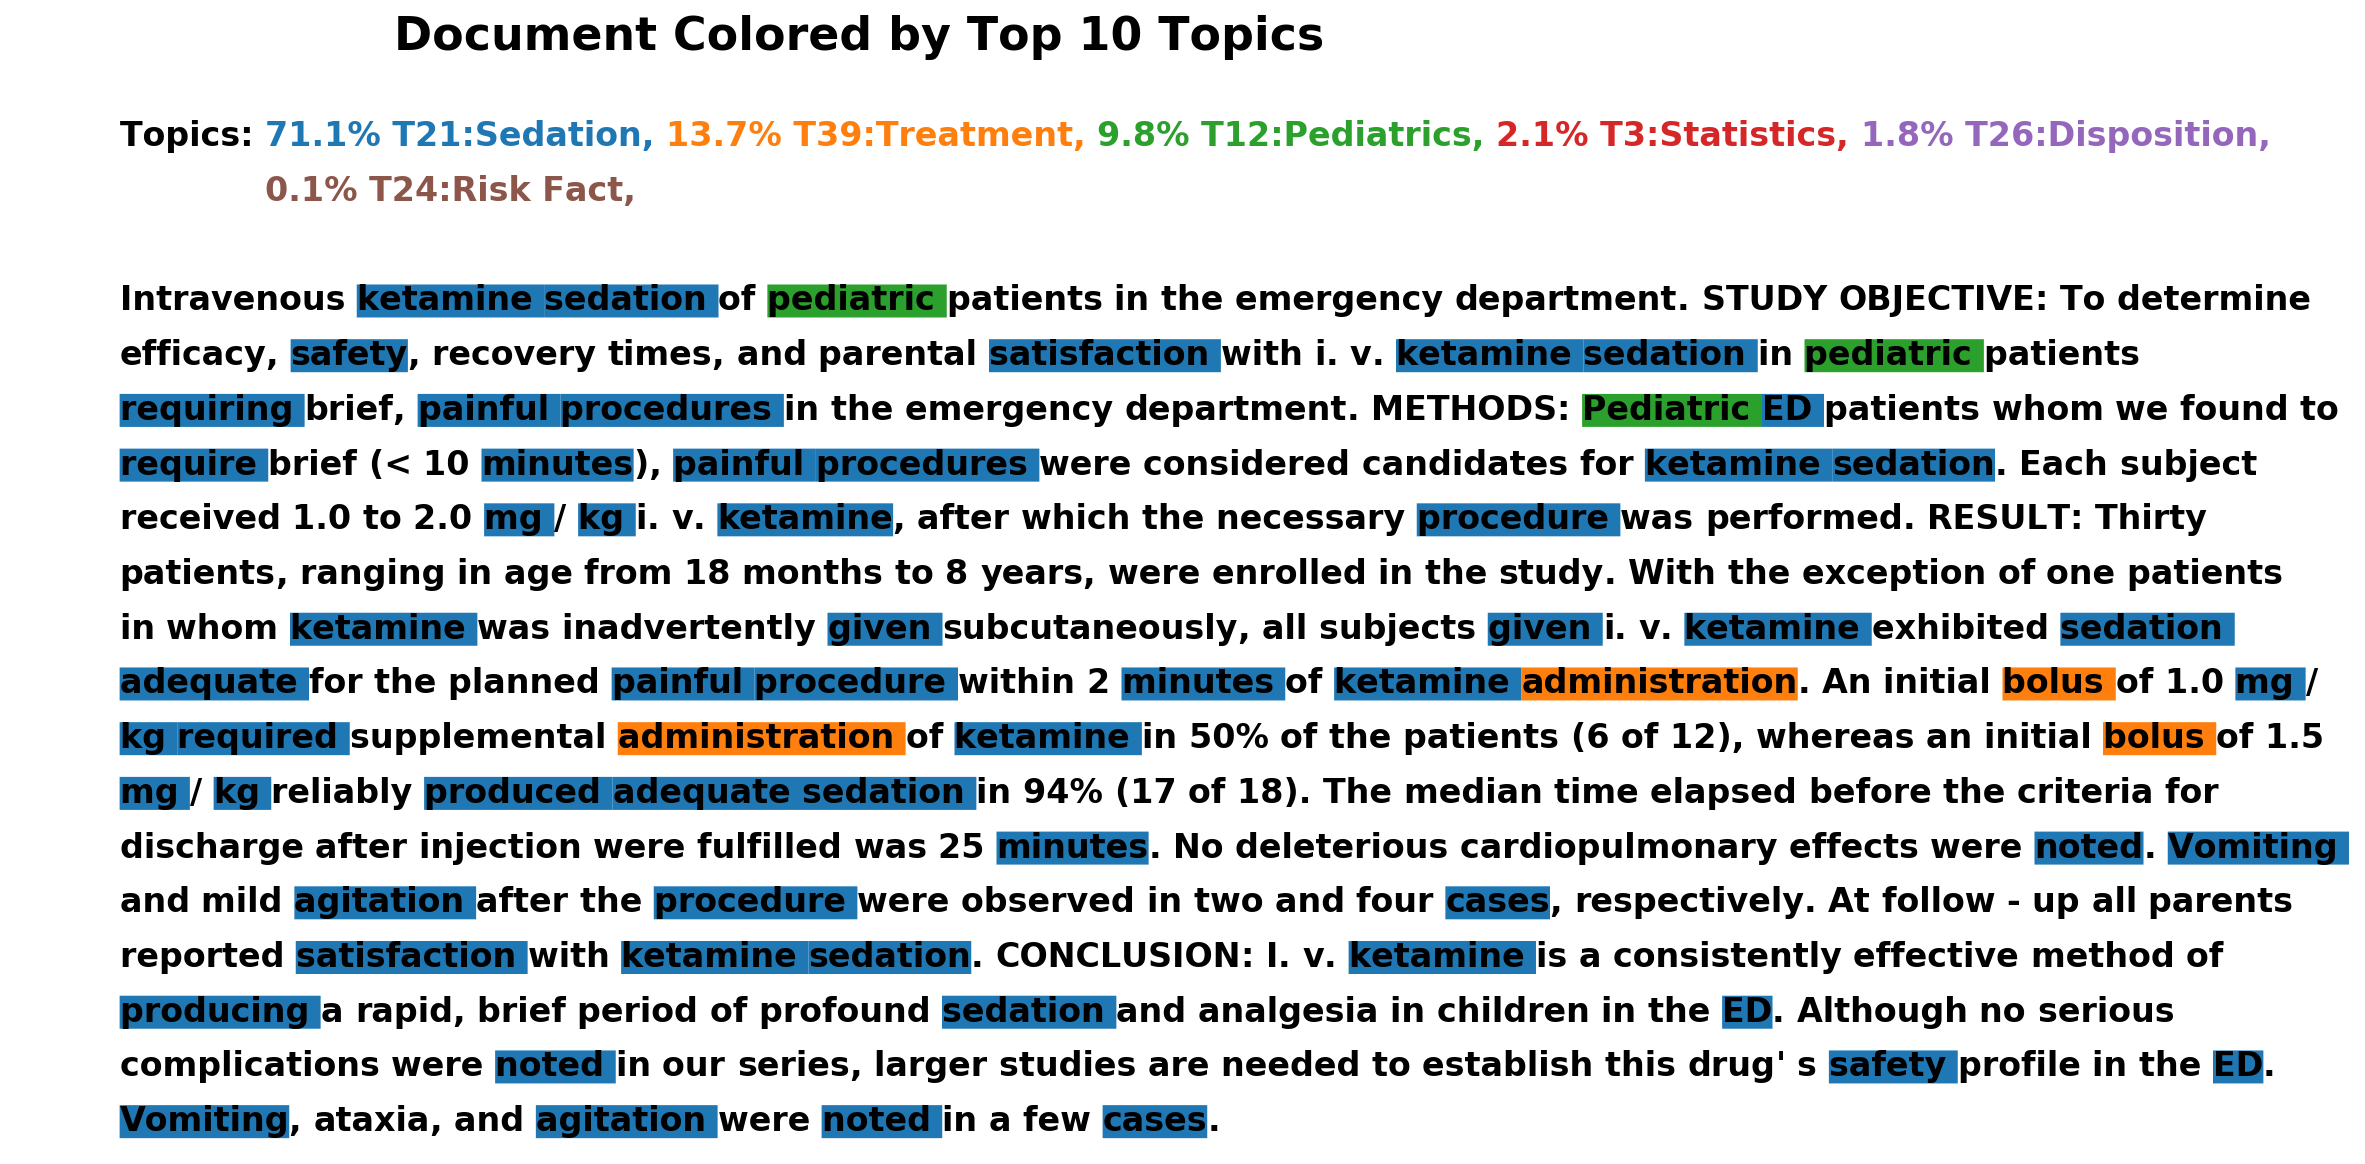 Document Colored by Top 10 Topics
Topics: 71.1% T21:Sedation, 13.7% T39:Treatment, 9.8% T12:Pediatrics, 2.1% T3:Statistics, 1.8% T26:Disposition,
0.1% T24:Risk Fact,
Intravenous ketamine sedation of pediatric patients in the emergency department. STUDY OBJECTIVE: To determine
efficacy, safety, recovery times, and parental satisfaction with i. v. ketamine sedation in pediatric patients
requiring brief, painful procedures in the emergency department. METHODS: Pediatric ED patients whom we found to
require brief (< 10 minutes), painful procedures were considered candidates for ketamine sedation. Each subject
received 1.0 to 2.0 mg / kg i. v. ketamine, after which the necessary procedure was performed. RESULT: Thirty
patients, ranging in age from 18 months to 8 years, were enrolled in the study. With the exception of one patients
in whom ketamine was inadvertently given subcutaneously, all subjects given i. v. ketamine exhibited sedation
adequate for the planned painful procedure within 2 minutes of ketamine administration. An initial bolus of 1.0 mg /
kg required supplemental administration of ketamine in 50% of the patients (6 of 12), whereas an initial bolus of 1.5
mg / kg reliably produced adequate sedation in 94% (17 of 18). The median time elapsed before the criteria for
discharge after injection were fulfilled was 25 minutes. No deleterious cardiopulmonary effects were noted. Vomiting
and mild agitation after the procedure were observed in two and four cases, respectively. At follow - up all parents
reported satisfaction with ketamine sedation. CONCLUSION: I. v. ketamine is a consistently effective method of
producing a rapid, brief period of profound sedation and analgesia in children in the ED. Although no serious
complications were noted in our series, larger studies are needed to establish this drug' s safety profile in the ED.
Vomiting, ataxia, and agitation were noted in a few cases.